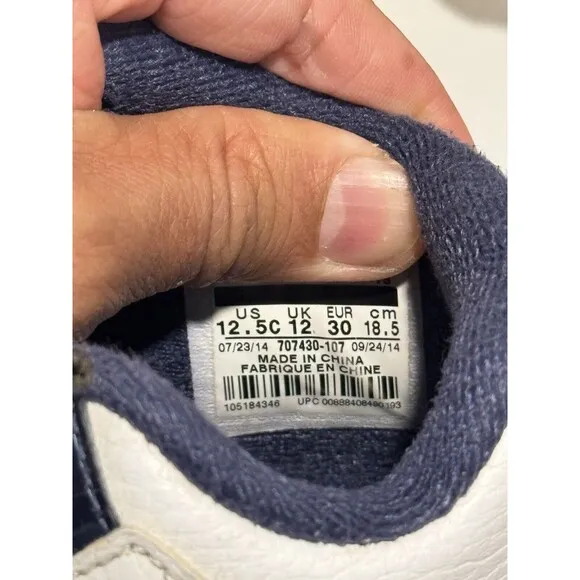 US UK EUR cm
12.5C 12 30 18.5
07/23/14 707430-107 09/24/14
MADE IN CHINA
FABRIQUE EN CHINE
105184346 UPC